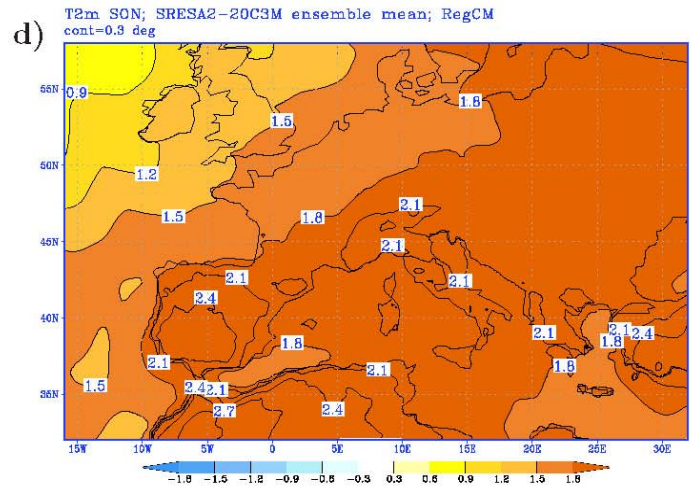 d)
T2m SON; SRESA2-20C3M ensemble mean; RegCM
cont=0.3 deg
55N
50N
45N
40N
35N
0.9
1.8
1.5
1.2
1.5
1.8
2.1
2.1
2.1
2.1
2.4
2.1
2.1
2.4
1.8
1.8
2.1
1.8
1.5
2.4
2.1
2.1
2.7
2.4
15W 10W 5W 0 5E 10E 15E 20E 25E 30E
-1.8 -1.5 -1.2 -0.9 -0.6 -0.3 0.3 0.6 0.9 1.2 1.5 1.8